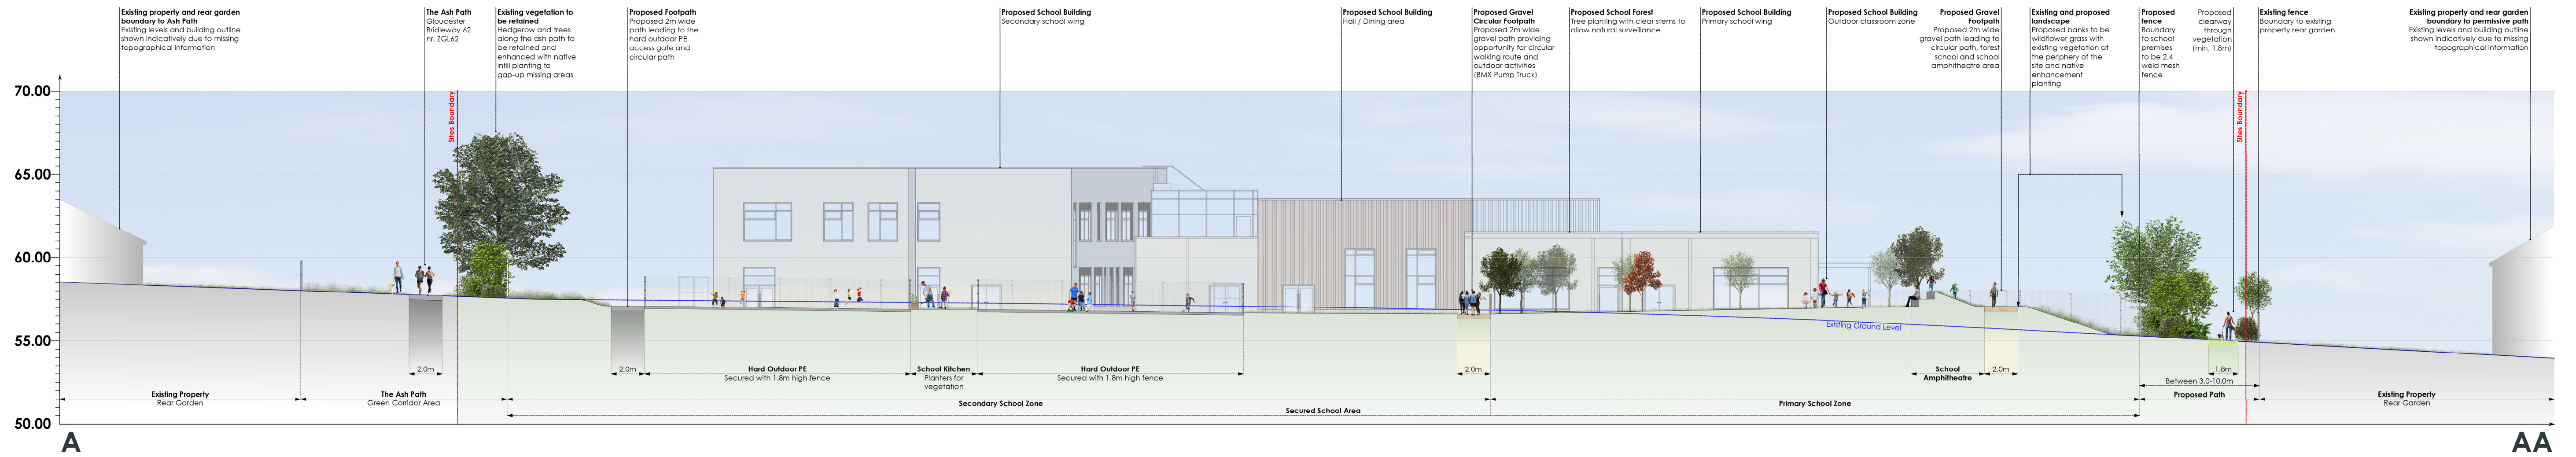 Existing property and rear garden
boundary to Ash Path
Existing levels and building outline
shown indicatively due to missing
topographical information
The Ash Path
Gloucester
Bridleway 62
nr. ZGL62
Existing vegetation to
be retained
Hedgerow and trees
along the ash path to
be retained and
enhanced with native
infill planting to
gap-up missing areas
Proposed Footpath
Proposed 2m wide
path leading to the
hard outdoor PE
access gate and
circular path
Proposed School Building
Secondary school wing
Proposed School Building
Hall / Dining area
Proposed Gravel
Circular Footpath
Proposed 2m wide
gravel path providing
opportunity for circular
walking route and
outdoor activities
(BMX Pump Truck)
Proposed School Forest
Tree planting with clear stems to
allow natural surveillance
Proposed School Building
Primary school wing
Proposed School Building
Outdoor classroom zone
Proposed Gravel
Footpath
Proposed 2m wide
gravel path leading to
circular path, forest
school and school
amphitheatre area
Existing and proposed
landscape
Proposed banks to be
wildflower grass with
existing vegetation at
the periphery of the
site and native
enhancement
planting
Proposed
fence
Boundary
to school
premises
to be 2.4
weld mesh
fence
Proposed
clearway
through
vegetation
(min. 1.8m)
Existing fence
Boundary to existing
property rear garden
Existing property and rear garden
boundary to permissive path
Existing levels and building outline
shown indicatively due to missing
topographical information
70.00
65.00
60.00
55.00
50.00
Sites Boundary
Sites Boundary
Existing Ground Level
2.0m
2.0m
Hard Outdoor PE
Secured with 1.8m high fence
School Kitchen
Planters for
vegetation
Hard Outdoor PE
Secured with 1.8m high fence
2.0m
School
Amphitheatre
2.0m
1.8m
Between 3.0-10.0m
Existing Property
Rear Garden
The Ash Path
Green Corridor Area
Secondary School Zone
Primary School Zone
Proposed Path
Existing Property
Rear Garden
Secured School Area
A
AA